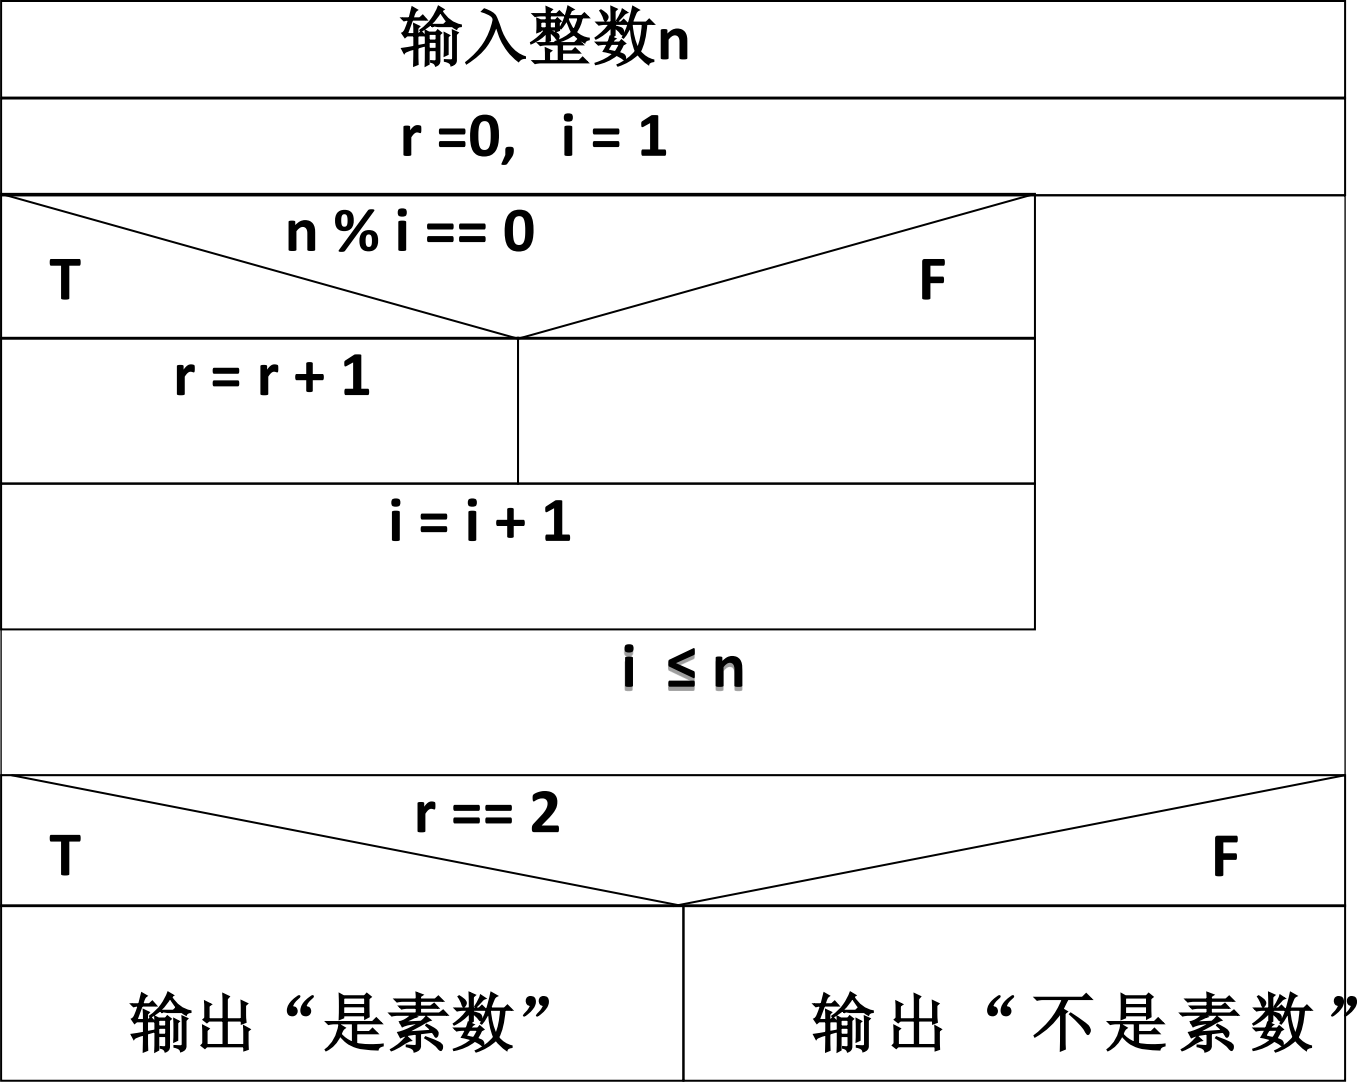 输入整数n
r =0, i = 1
n % i == 0
T F
r = r + 1
i = i + 1
i ≤ n
r == 2
T F
输出“是素数” 输出“不是素数”